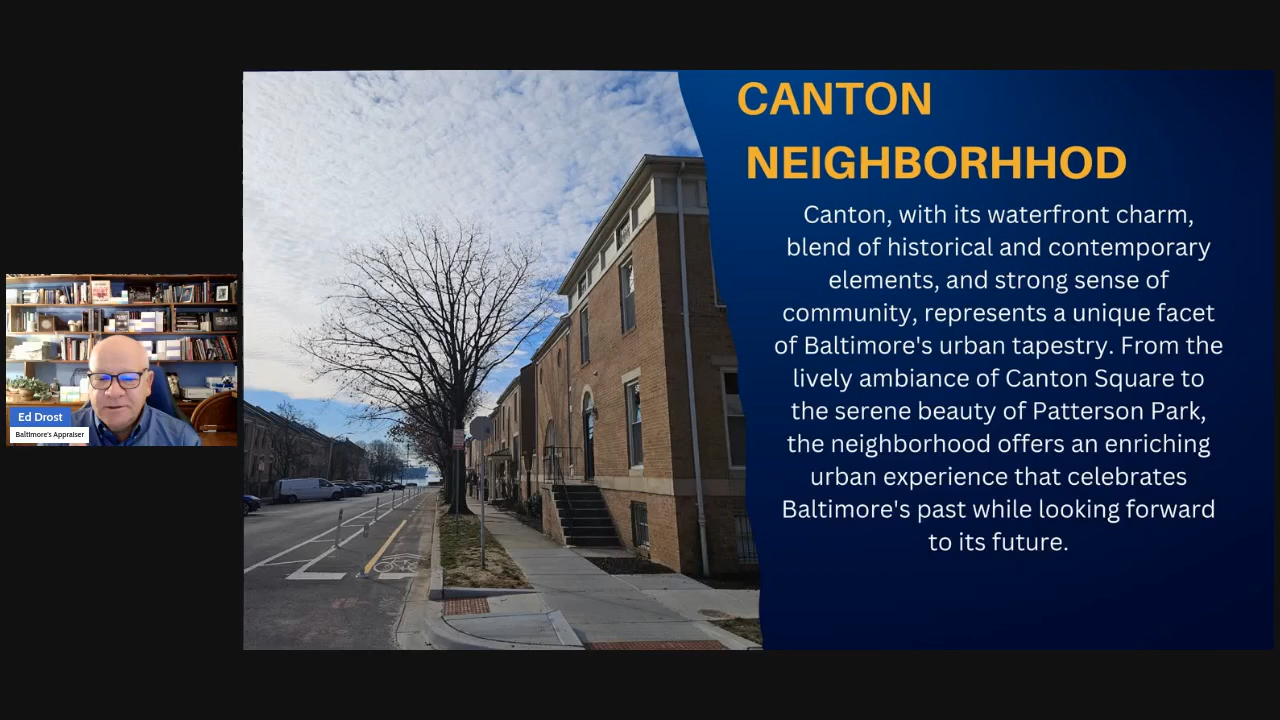 CANTON
NEIGHBORHHOD
Canton, with its waterfront charm,
blend of historical and contemporary
elements, and strong sense of
community, represents a unique facet
of Baltimore's urban tapestry. From the
lively ambiance of Canton Square to
the serene beauty of Patterson Park,
the neighborhood offers an enriching
urban experience that celebrates
Baltimore's past while looking forward
to its future.
Ed Drost
Baltimore's Appraiser